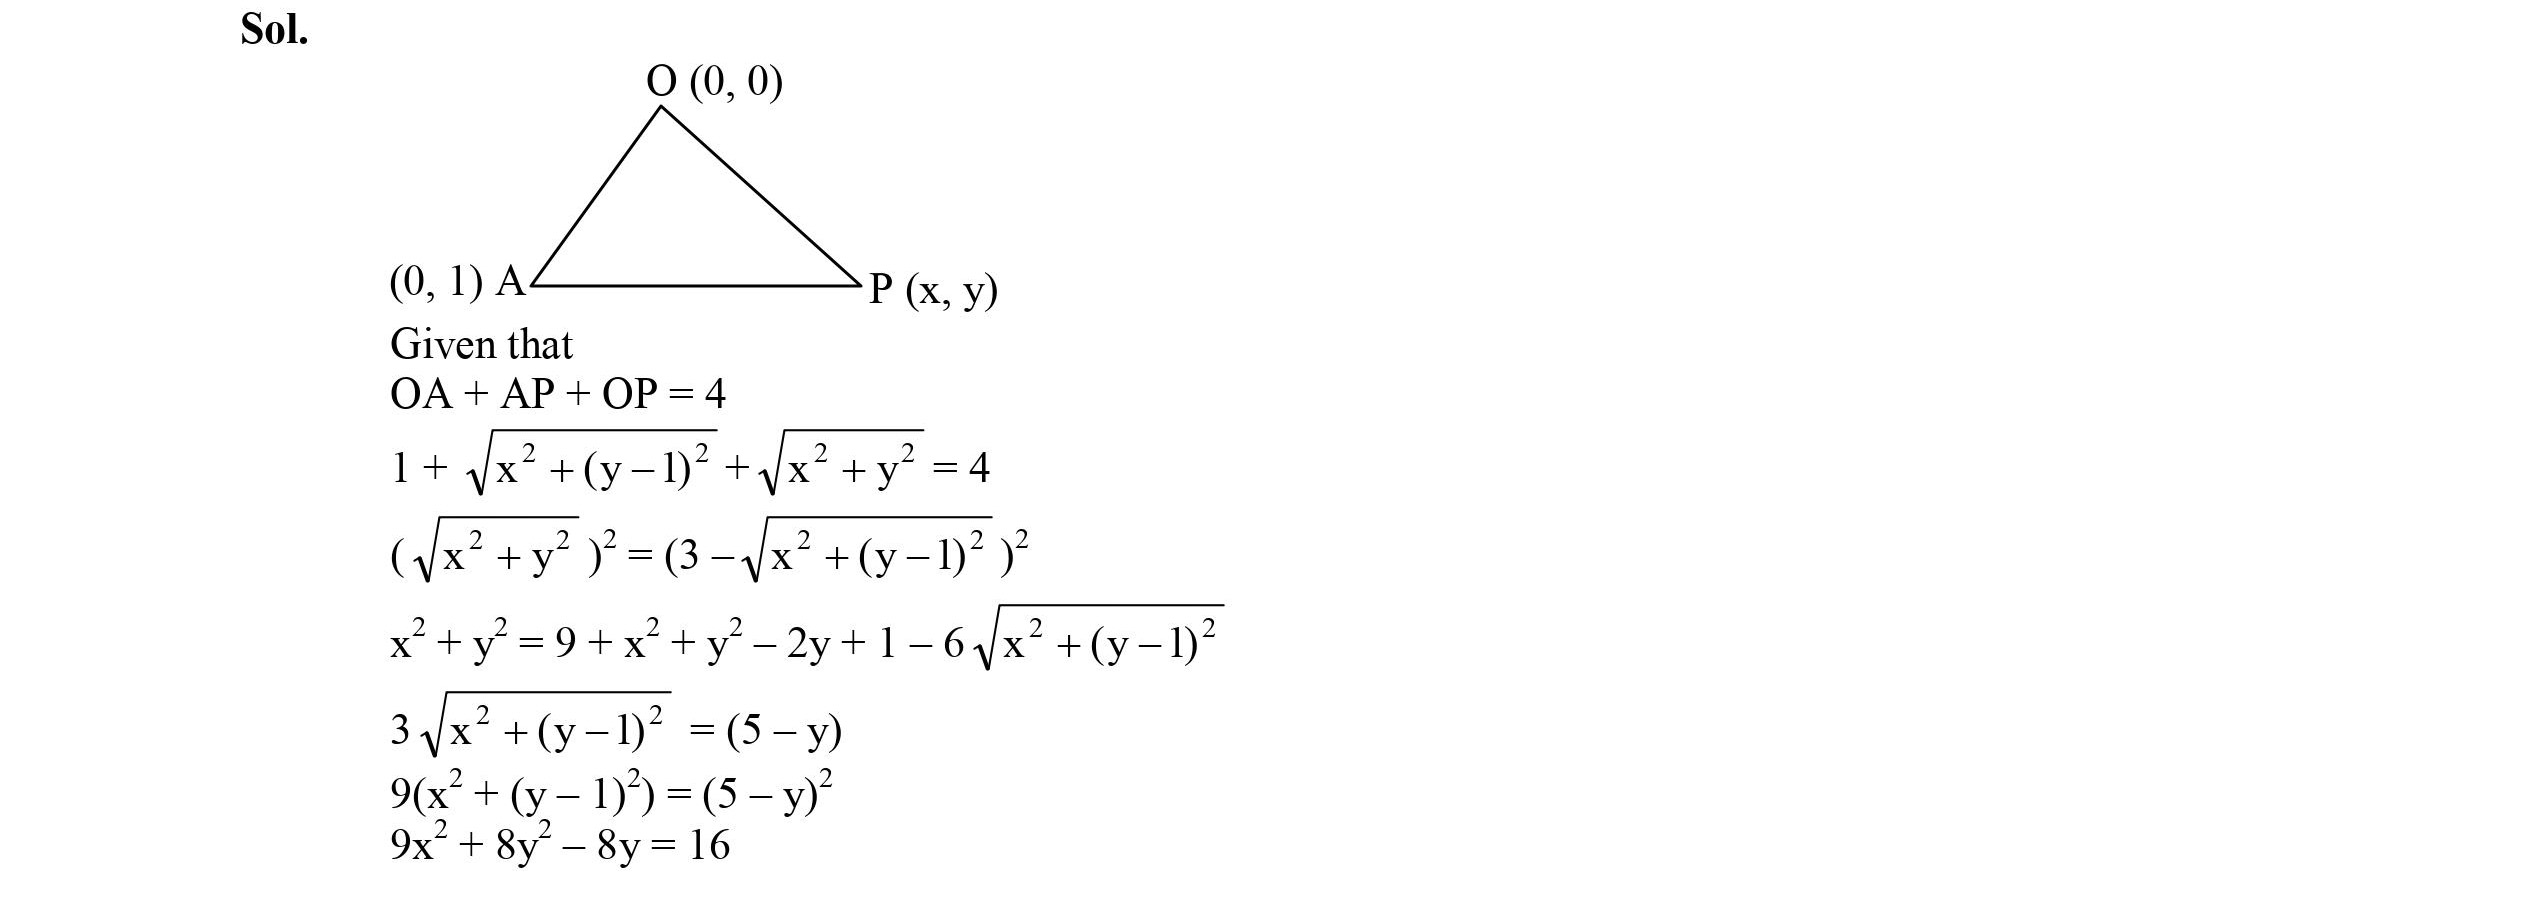 Sol.
O (0, 0)
(0, 1) A
P (x, y)
Given that
OA + AP + OP = 4
1 + √(x² + (y – 1)²) + √(x² + y²) = 4
(√(x² + y²))² = (3 – √(x² + (y – 1)²))²
x² + y² = 9 + x² + y² – 2y + 1 – 6√(x² + (y – 1)²)
3√(x² + (y – 1)²) = (5 – y)
9(x² + (y – 1)²) = (5 – y)²
9x² + 8y² – 8y = 16